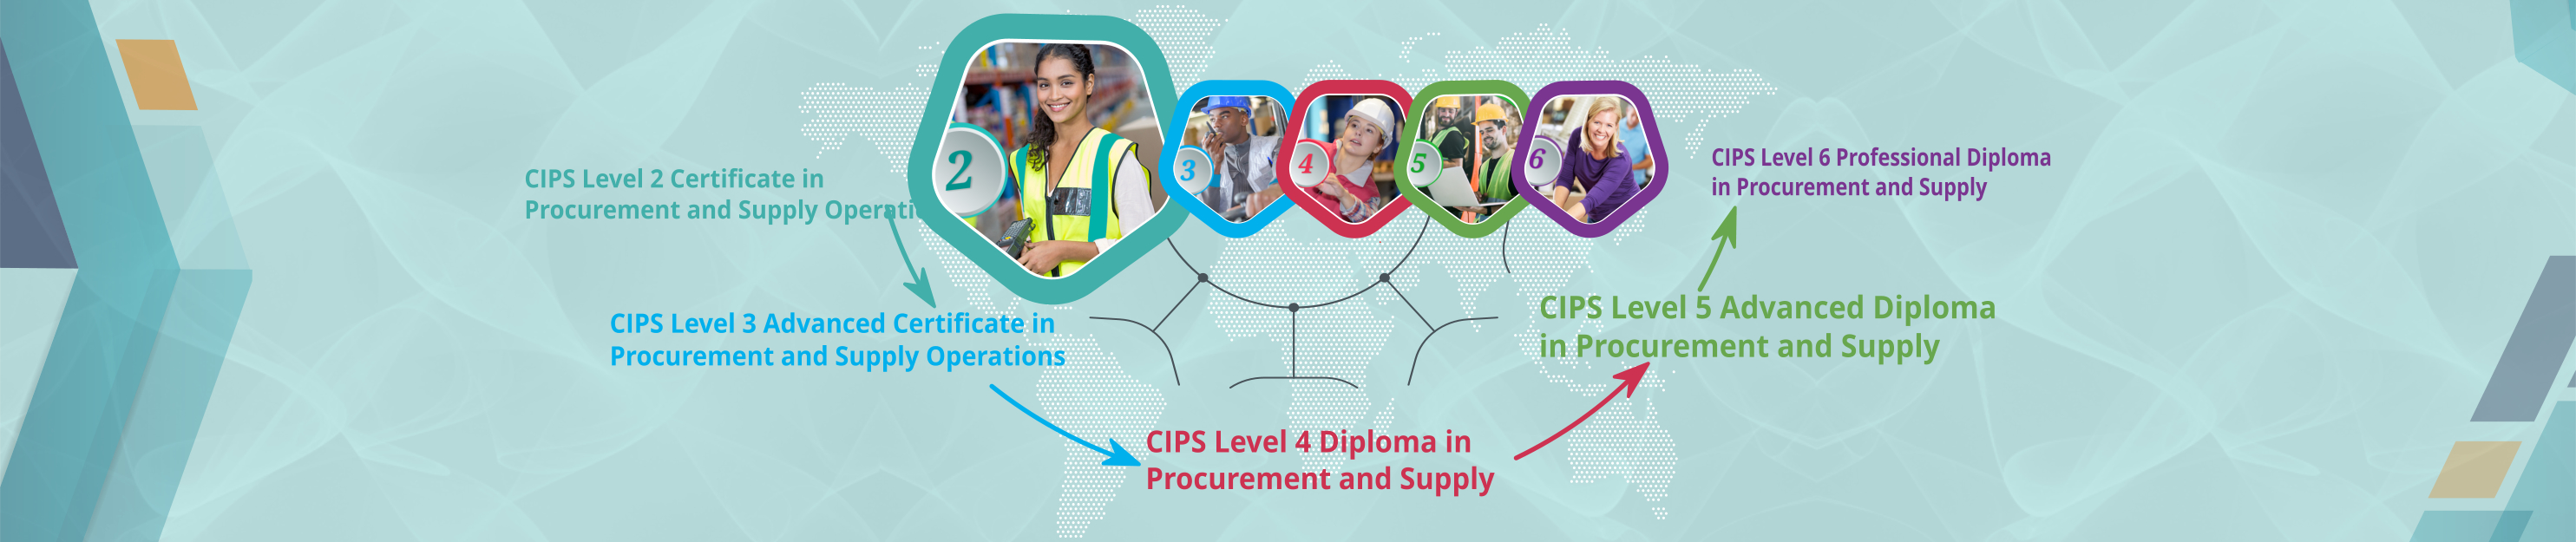 CIPS Level 2 Certificate in
Procurement and Supply Operatio
2
3
4
5
6
CIPS Level 3 Advanced Certificate in
Procurement and Supply Operations
CIPS Level 4 Diploma in
Procurement and Supply
CIPS Level 5 Advanced Diploma
in Procurement and Supply
CIPS Level 6 Professional Diploma
in Procurement and Supply